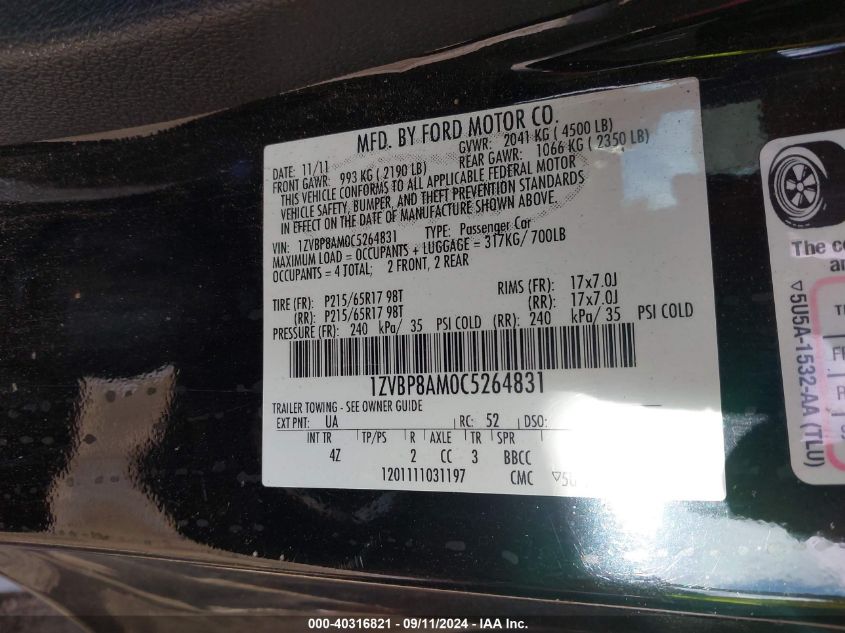 MFD. BY FORD MOTOR CO.
DATE: 11/11
GVWR: 2041 KG ( 4500 LB)
FRONT GAWR: 993 KG ( 2190 LB)
REAR GAWR: 1066 KG ( 2350 LB)
THIS VEHICLE CONFORMS TO ALL APPLICABLE FEDERAL MOTOR
VEHICLE SAFETY, BUMPER, AND THEFT PREVENTION STANDARDS
IN EFFECT ON THE DATE OF MANUFACTURE SHOWN ABOVE.
VIN: 1ZVBP8AM0C5264831 TYPE: Passenger Car
MAXIMUM LOAD = OCCUPANTS + LUGGAGE = 317KG/ 700LB
OCCUPANTS = 4 TOTAL; 2 FRONT, 2 REAR
TIRE (FR): P215/65R17 98T RIMS (FR): 17x7.0J
(RR): P215/65R17 98T (RR): 17x7.0J
PRESSURE (FR): 240 kPa/ 35 PSI COLD (RR): 240 kPa/ 35 PSI COLD
1ZVBP8AM0C5264831
TRAILER TOWING - SEE OWNER GUIDE
EXT PNT: UA RC: 52 DSO:
INT TR TP/PS R AXLE TR SPR
4Z 2 CC 3 BBCC
1201111031197 CMC ▽5U
The co
an
▽5U5A-1532-AA (TLU)
000-40316821 - 09/11/2024 - IAA Inc.